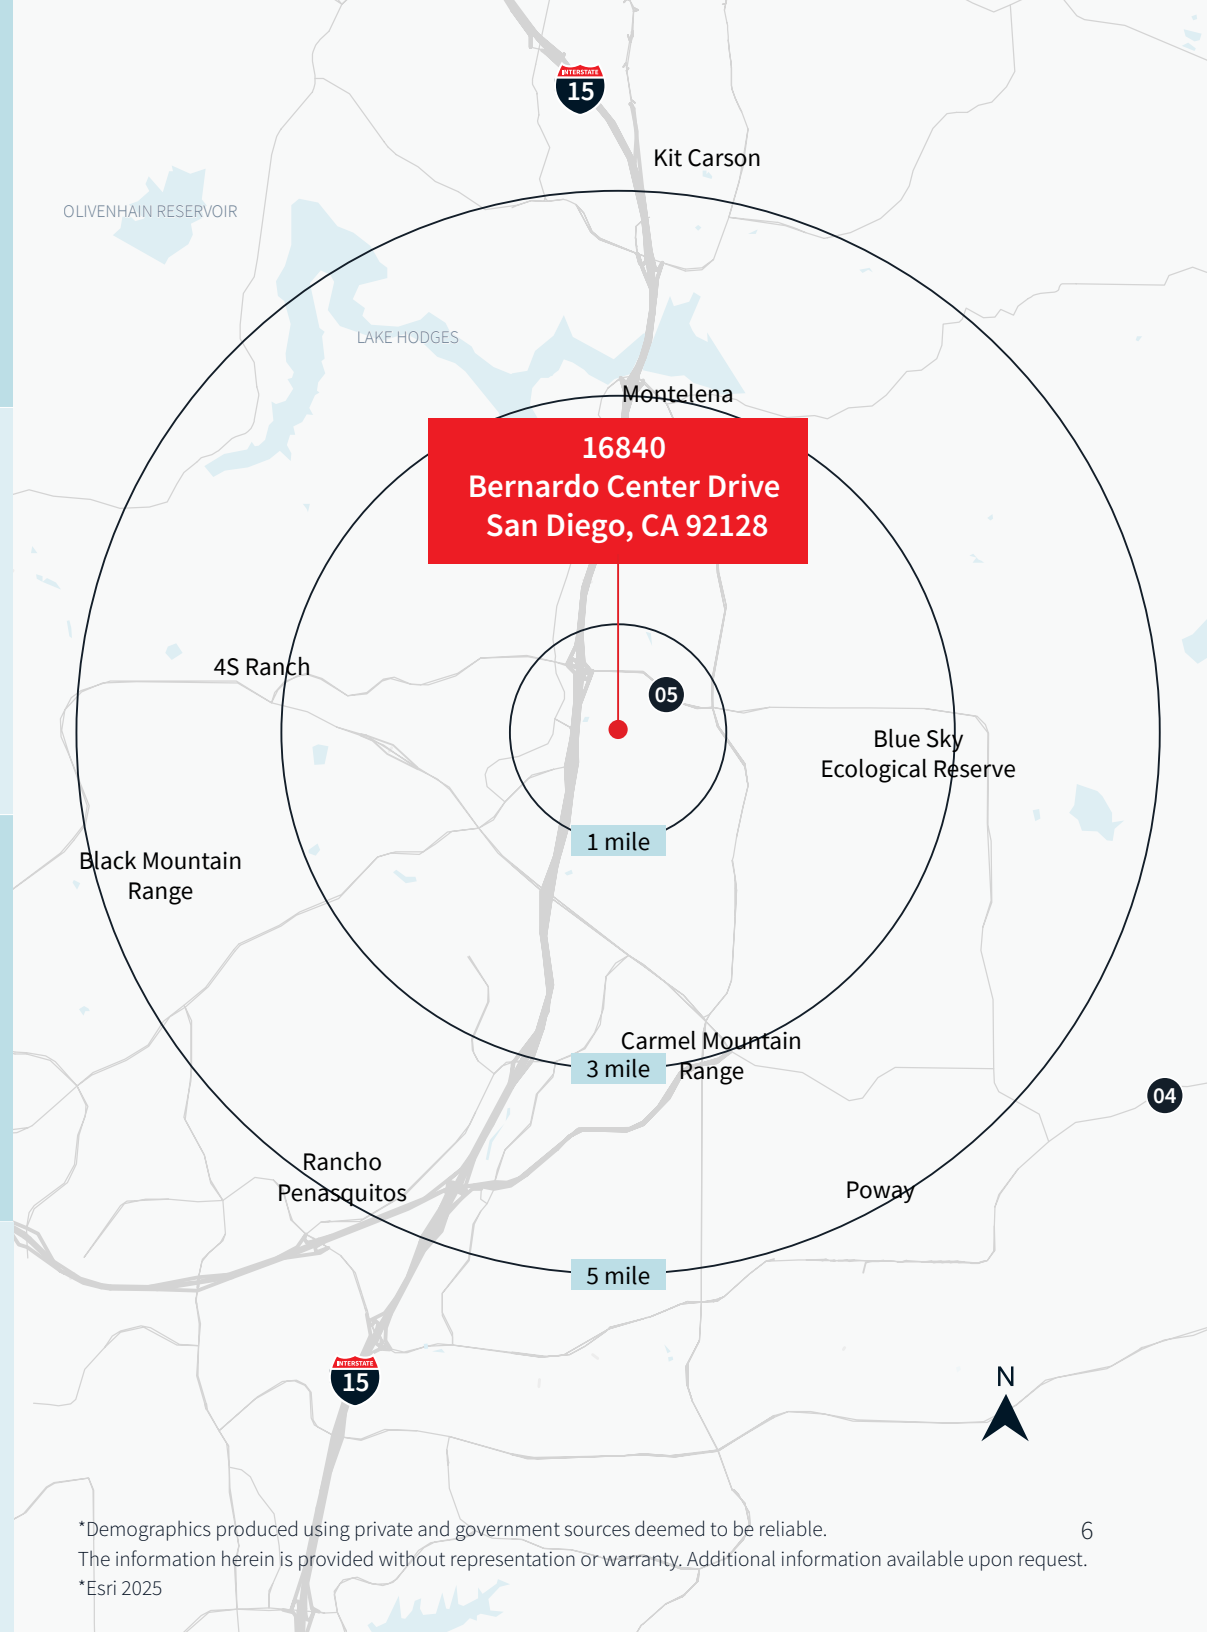 INTERSTATE
15
Kit Carson
OLIVENHAIN RESERVOIR
LAKE HODGES
Montelena
16840
Bernardo Center Drive
San Diego, CA 92128
4S Ranch
05
Blue Sky
Ecological Reserve
1 mile
Black Mountain
Range
Carmel Mountain
Range
3 mile
04
Rancho
Penasquitos
Poway
5 mile
INTERSTATE
15
N
*Demographics produced using private and government sources deemed to be reliable.
The information herein is provided without representation or warranty. Additional information available upon request.
*Esri 2025
6